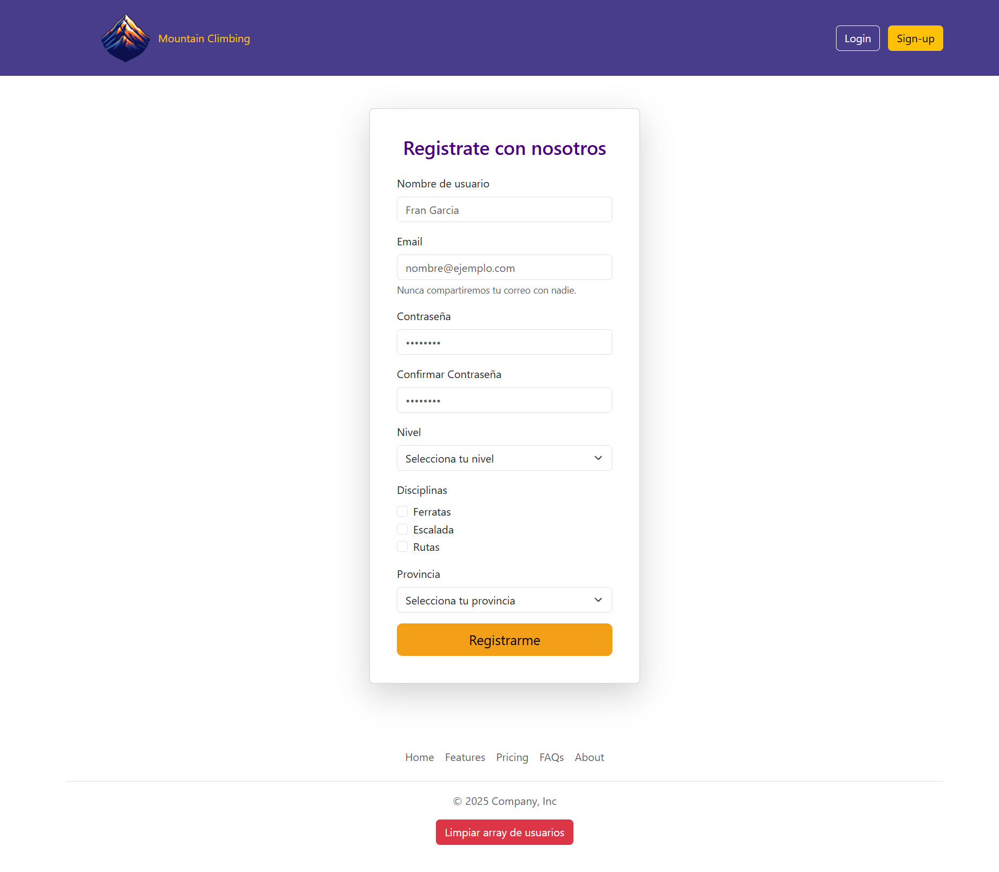 Mountain Climbing
Login
Sign-up
Registrate con nosotros
Nombre de usuario
Fran Garcia
Email
nombre@ejemplo.com
Nunca compartiremos tu correo con nadie.
Contraseña
••••••••
Confirmar Contraseña
••••••••
Nivel
Selecciona tu nivel
Disciplinas
Ferratas
Escalada
Rutas
Provincia
Selecciona tu provincia
Registrarme
Home Features Pricing FAQs About
© 2025 Company, Inc
Limpiar array de usuarios